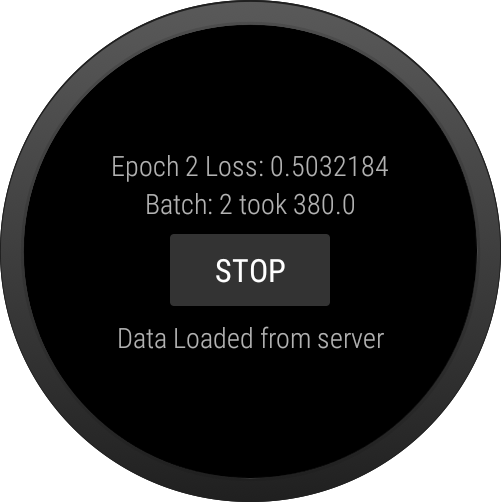 Epoch 2 Loss: 0.5032184
Batch: 2 took 380.0
STOP
Data Loaded from server